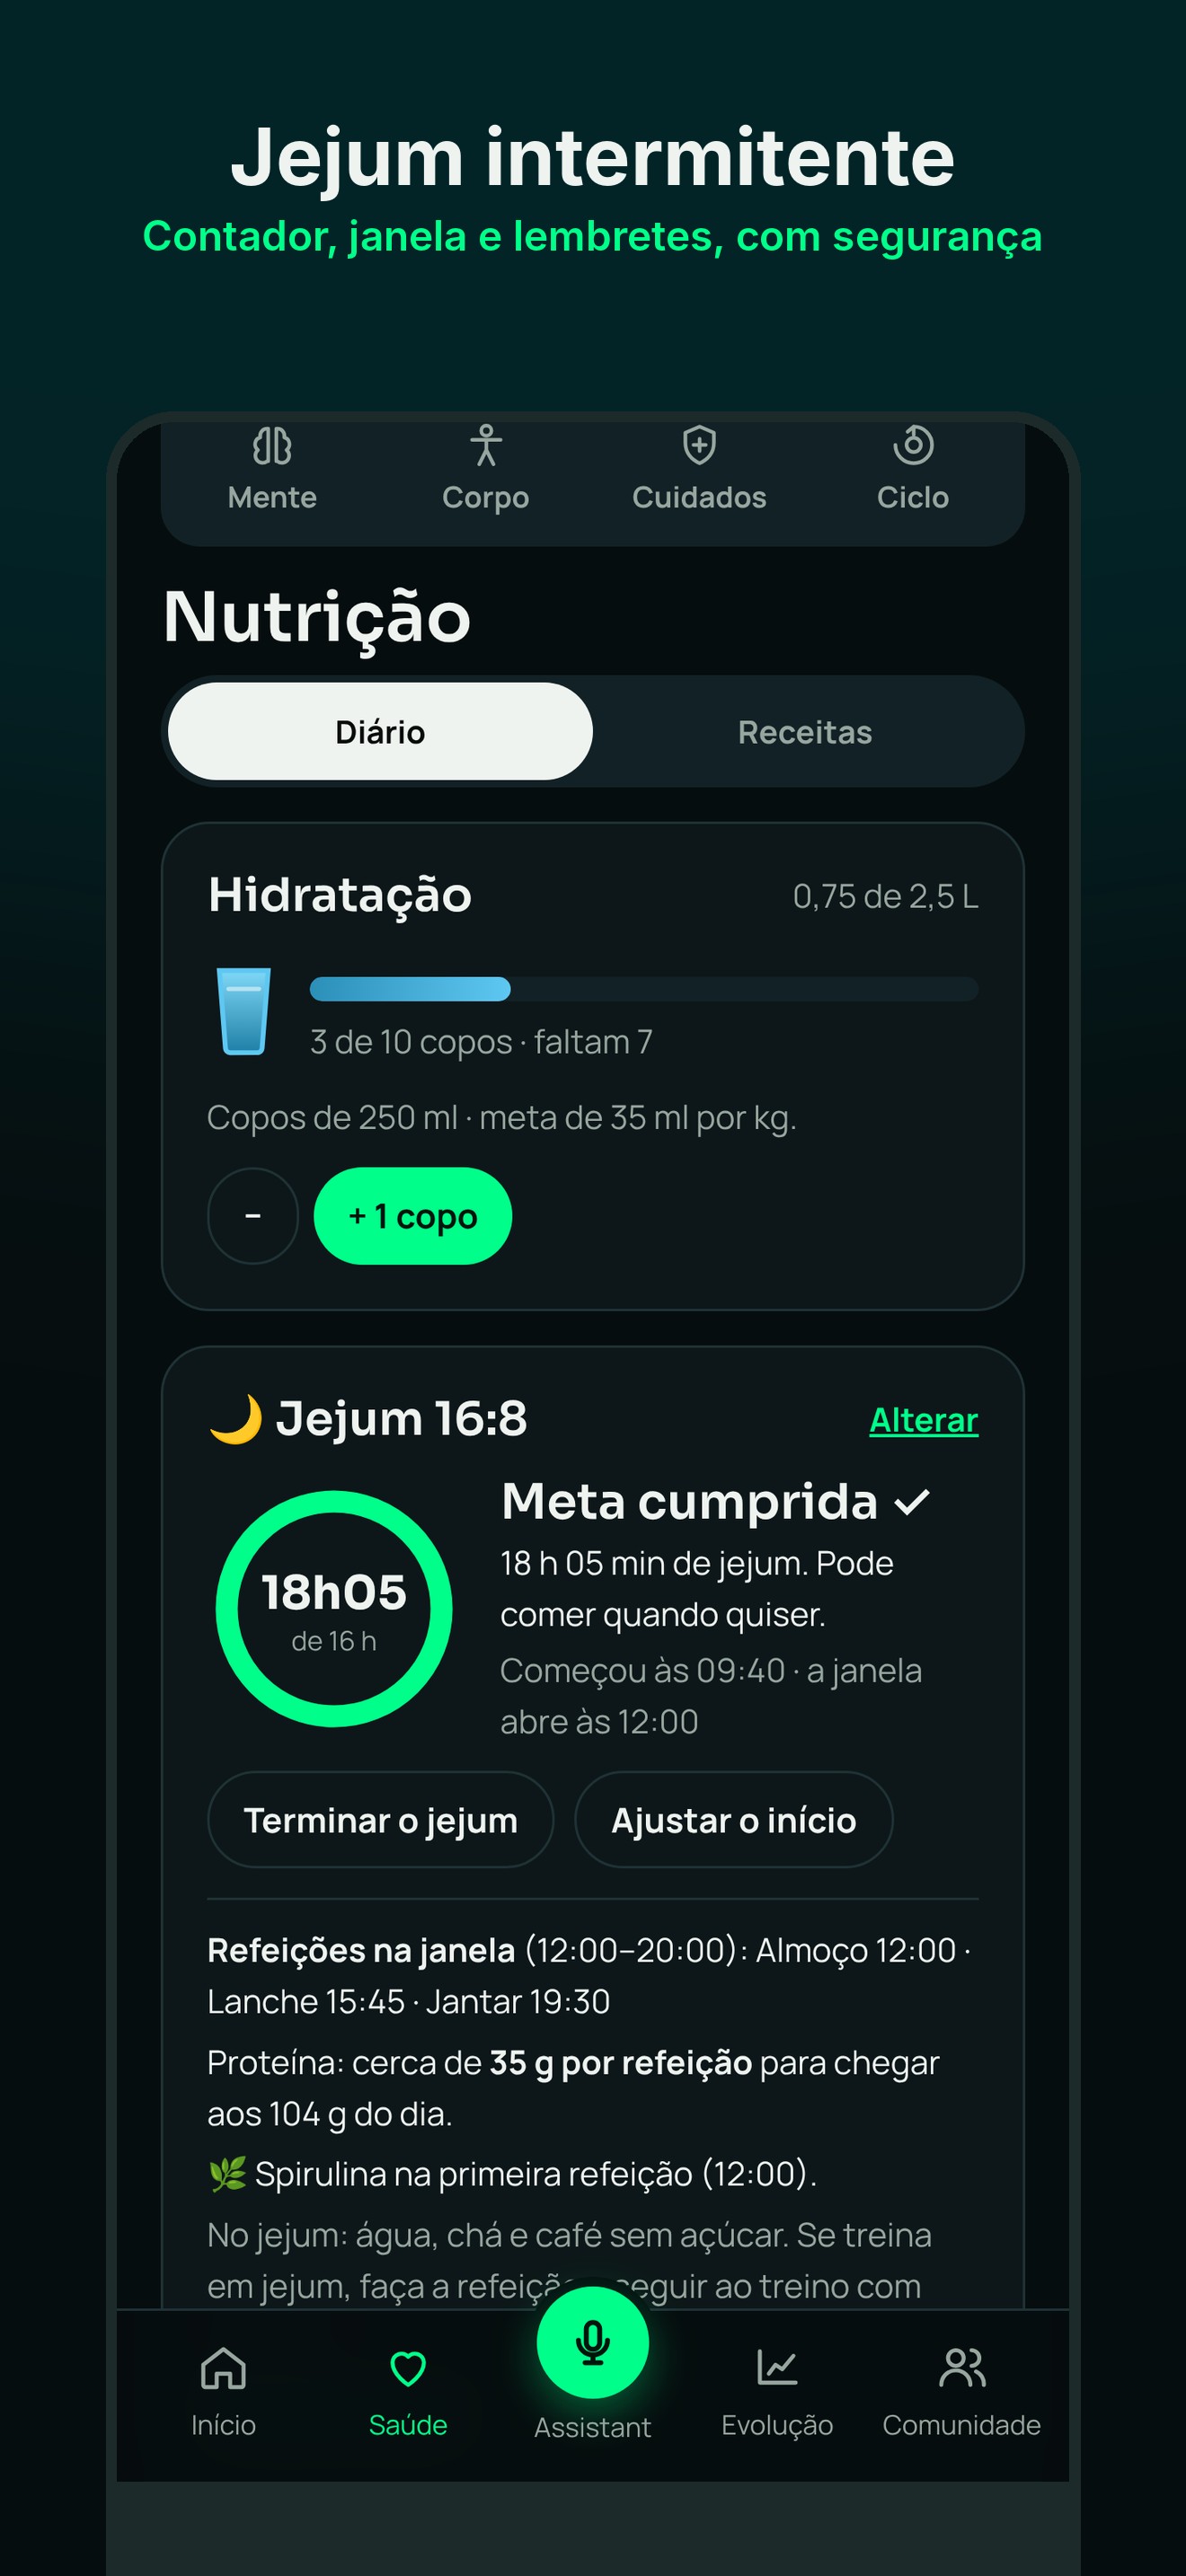 Jejum intermitente
Contador, janela e lembretes, com segurança
Mente
Corpo
Cuidados
Ciclo
Nutrição
Diário
Receitas
Hidratação
0,75 de 2,5 L
3 de 10 copos · faltam 7
Copos de 250 ml · meta de 35 ml por kg.
−
+ 1 copo
🌙 Jejum 16:8
Alterar
18h05
de 16 h
Meta cumprida ✓
18 h 05 min de jejum. Pode
comer quando quiser.
Começou às 09:40 · a janela
abre às 12:00
Terminar o jejum
Ajustar o início
Refeições na janela (12:00–20:00): Almoço 12:00 ·
Lanche 15:45 · Jantar 19:30
Proteína: cerca de 35 g por refeição para chegar
aos 104 g do dia.
🌿 Spirulina na primeira refeição (12:00).
No jejum: água, chá e café sem açúcar. Se treina
em jejum, faça a ao treino com
Início
Saúde
Assistant
Evolução
Comunidade